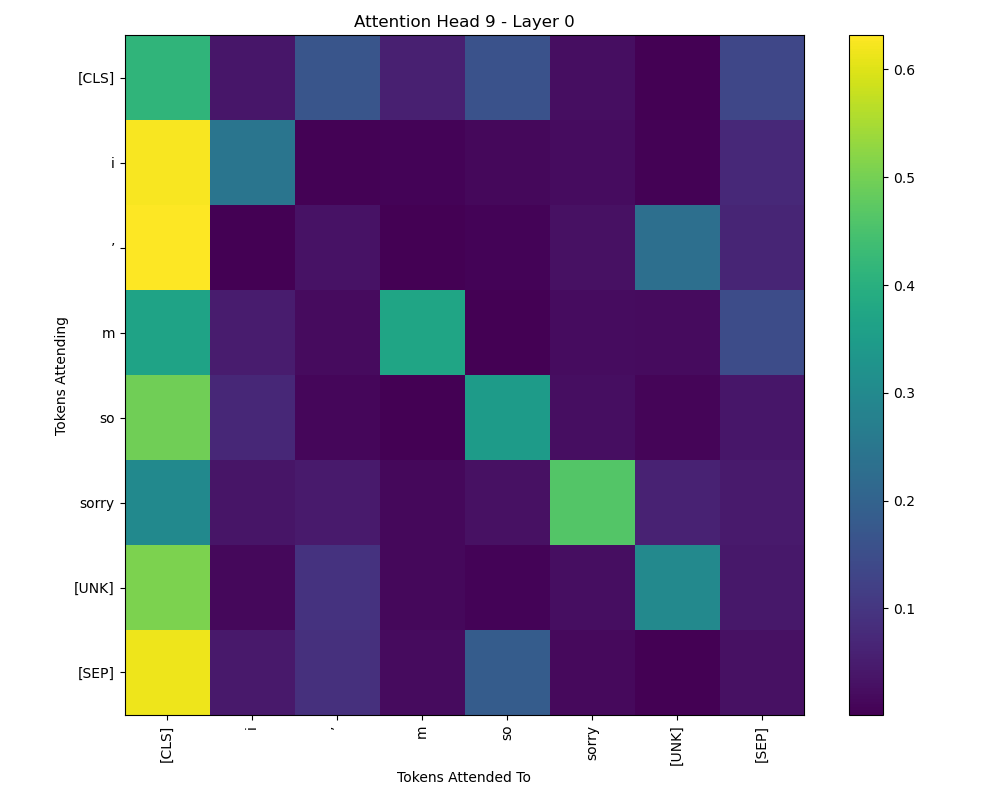 Attention Head 9 - Layer 0
[CLS]
i
’
m
so
sorry
[UNK]
[SEP]
Tokens Attending
[CLS]
i
’
m
so
sorry
[UNK]
[SEP]
Tokens Attended To
0.6
0.5
0.4
0.3
0.2
0.1